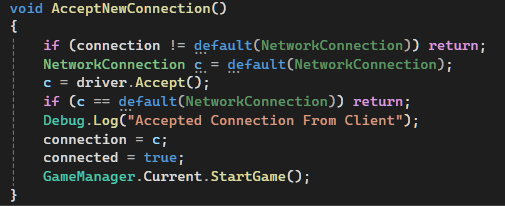 void AcceptNewConnection()
{
    if (connection != default(NetworkConnection)) return;
    NetworkConnection c = default(NetworkConnection);
    c = driver.Accept();
    if (c == default(NetworkConnection)) return;
    Debug.Log("Accepted Connection From Client");
    connection = c;
    connected = true;
    GameManager.Current.StartGame();
}